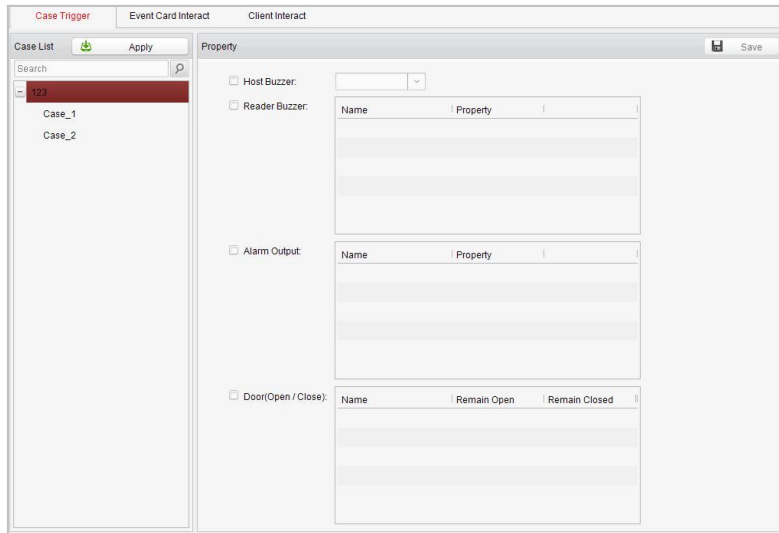 Case Trigger Event Card Interact Client Interact
Case List Apply Property Save
Search
123
Case_1
Case_2
Host Buzzer:
Reader Buzzer:
Name Property
Alarm Output:
Name Property
Door(Open / Close):
Name Remain Open Remain Closed